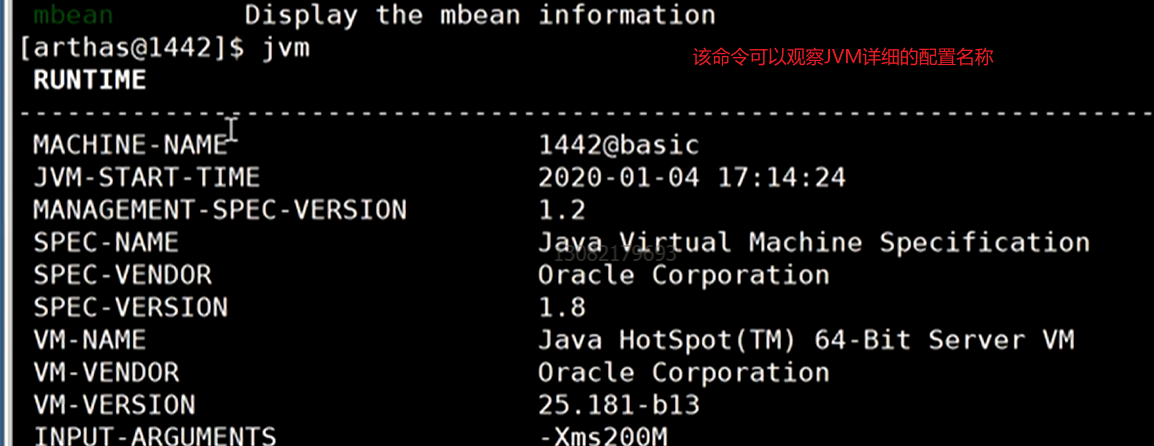 mbean Display the mbean information
[arthas@1442]$ jvm
该命令可以观察JVM详细的配置名称
RUNTIME
MACHINE-NAME 1442@basic
JVM-START-TIME 2020-01-04 17:14:24
MANAGEMENT-SPEC-VERSION 1.2
SPEC-NAME Java Virtual Machine Specification
13082179693
SPEC-VENDOR Oracle Corporation
SPEC-VERSION 1.8
VM-NAME Java HotSpot(TM) 64-Bit Server VM
VM-VENDOR Oracle Corporation
VM-VERSION 25.181-b13
INPUT-ARGUMENTS -Xms200M